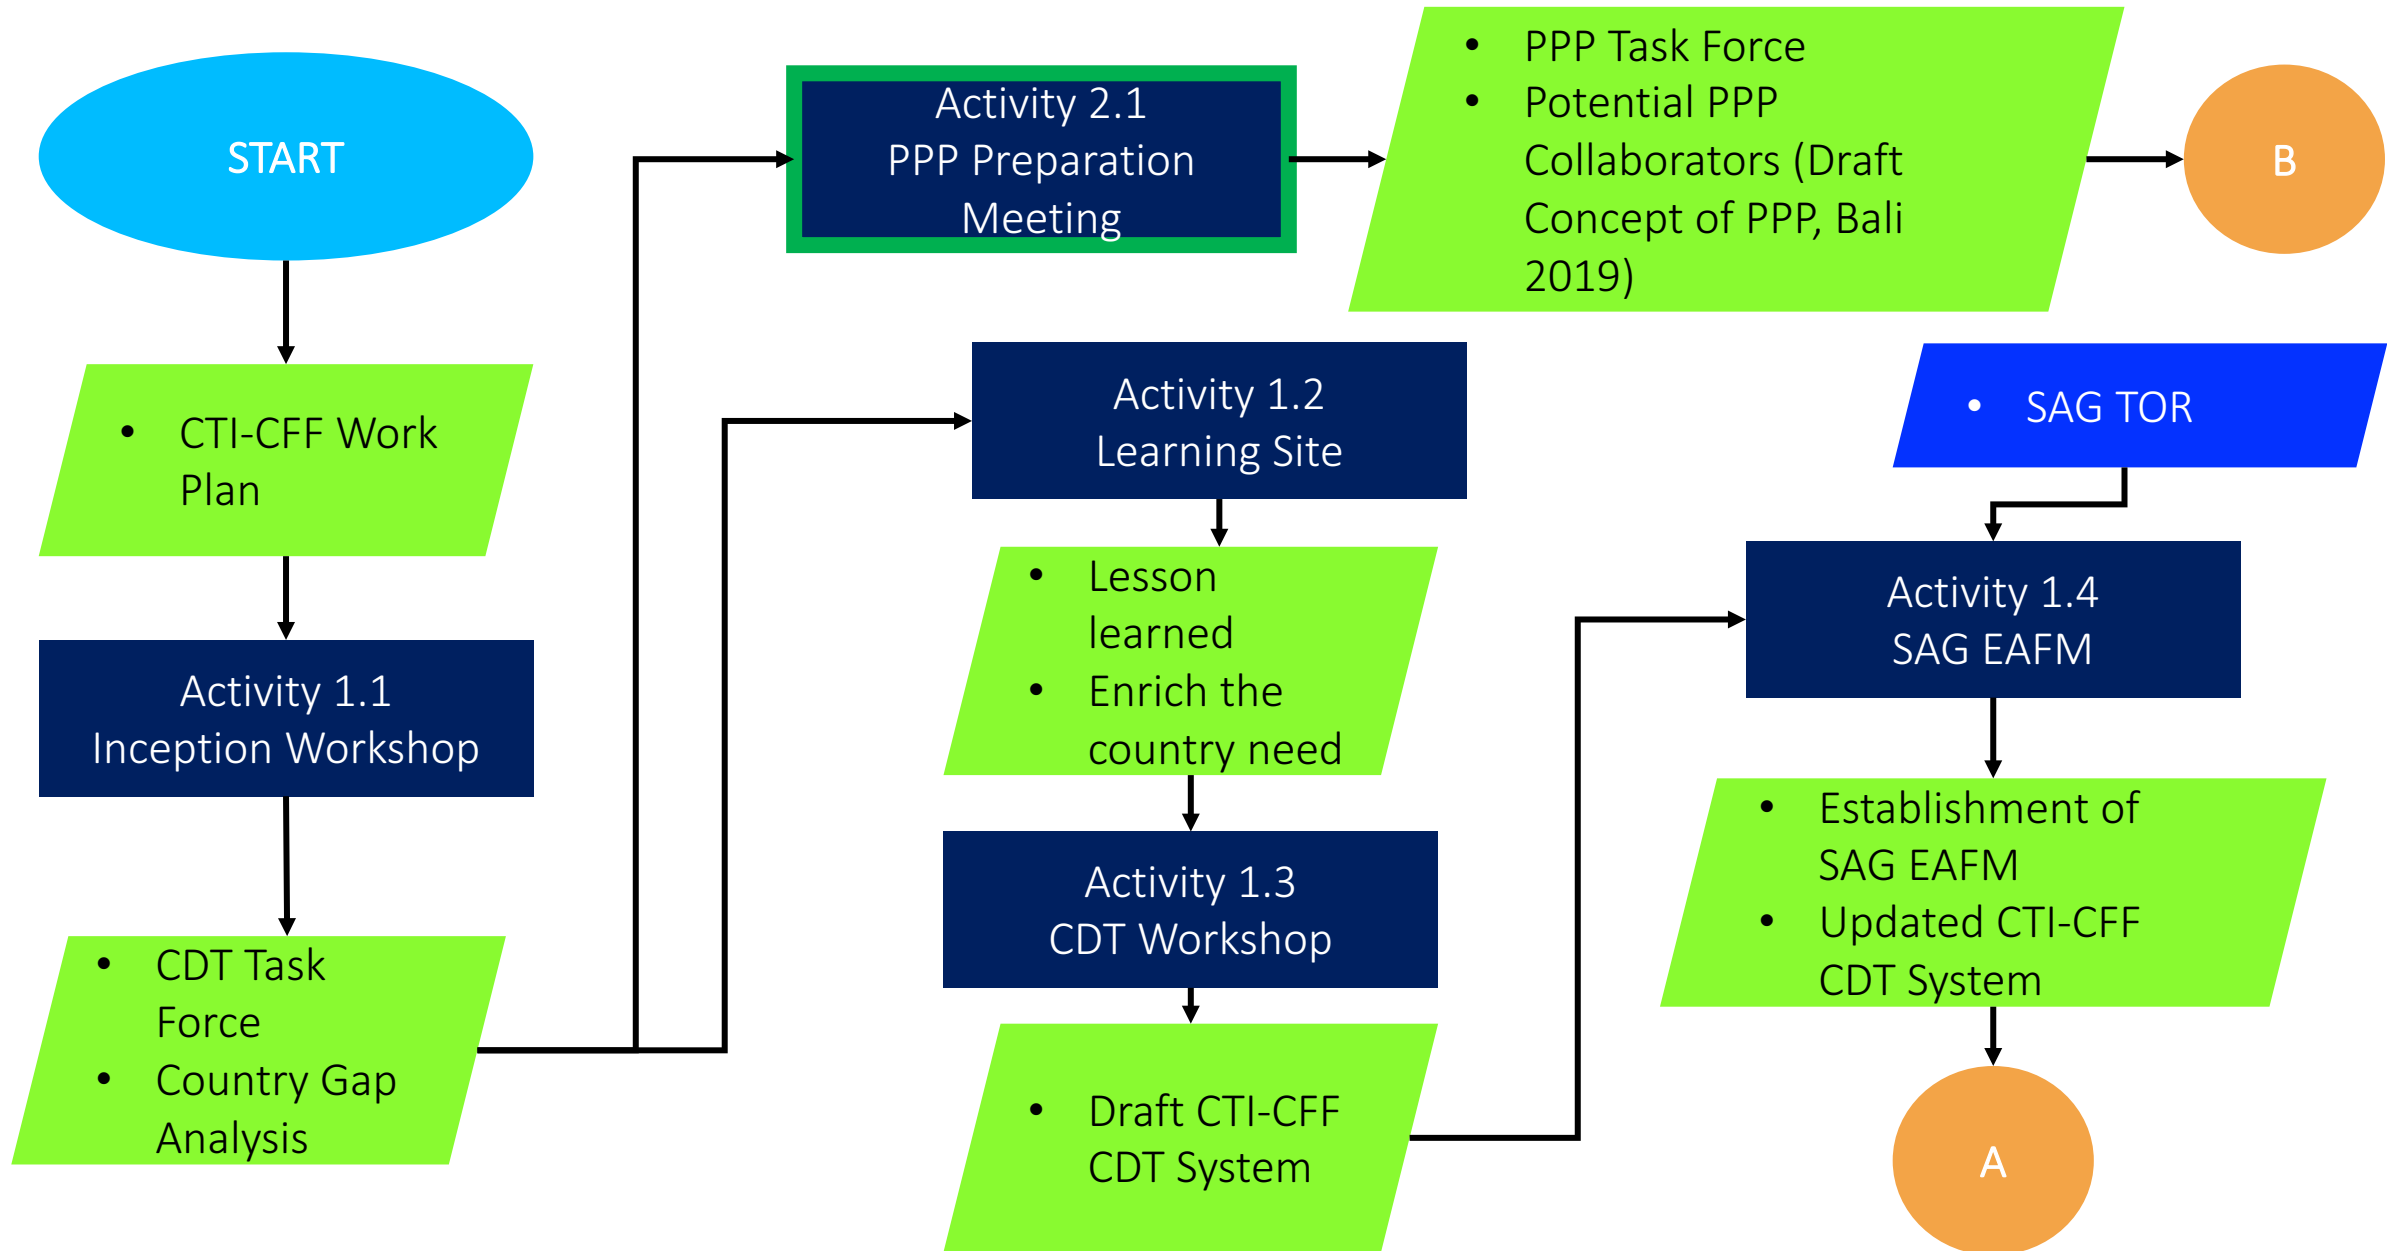 START
• CTI-CFF Work
Plan
Activity 1.1
Inception Workshop
• CDT Task
Force
• Country Gap
Analysis
Activity 2.1
PPP Preparation
Meeting
• PPP Task Force
• Potential PPP
Collaborators (Draft
Concept of PPP, Bali
2019)
B
Activity 1.2
Learning Site
• Lesson
learned
• Enrich the
country need
Activity 1.3
CDT Workshop
• Draft CTI-CFF
CDT System
• SAG TOR
Activity 1.4
SAG EAFM
• Establishment of
SAG EAFM
• Updated CTI-CFF
CDT System
A